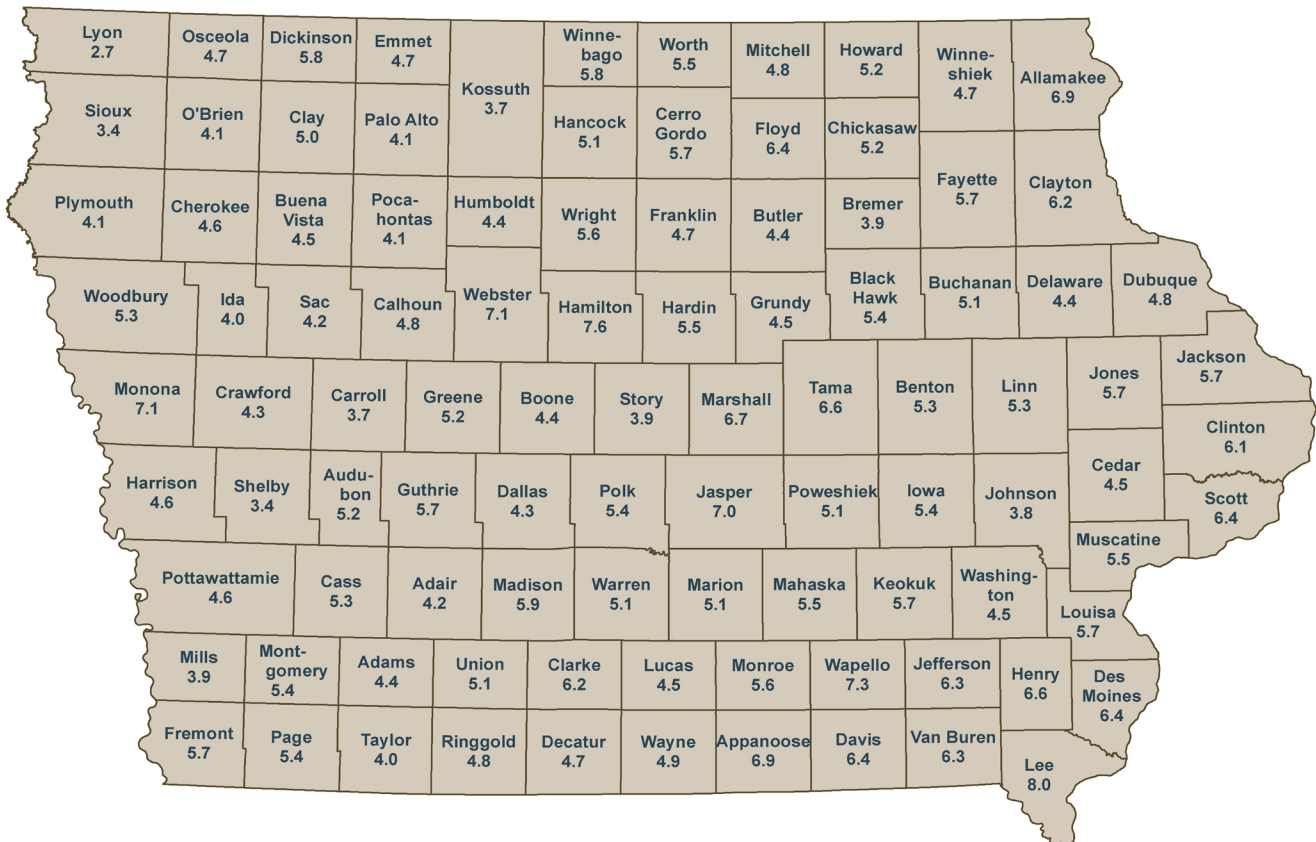 Lyon
2.7
Osceola
4.7
Dickinson
5.8
Emmet
4.7
Kossuth
3.7
Winne-
bago
5.8
Worth
5.5
Mitchell
4.8
Howard
5.2
Winne-
shiek
4.7
Allamakee
6.9
Sioux
3.4
O'Brien
4.1
Clay
5.0
Palo Alto
4.1
Hancock
5.1
Cerro
Gordo
5.7
Floyd
6.4
Chickasaw
5.2
Fayette
5.7
Clayton
6.2
Plymouth
4.1
Cherokee
4.6
Buena
Vista
4.5
Poca-
hontas
4.1
Humboldt
4.4
Wright
5.6
Franklin
4.7
Butler
4.4
Bremer
3.9
Woodbury
5.3
Ida
4.0
Sac
4.2
Calhoun
4.8
Webster
7.1
Hamilton
7.6
Hardin
5.5
Grundy
4.5
Black
Hawk
5.4
Buchanan
5.1
Delaware
4.4
Dubuque
4.8
Monona
7.1
Crawford
4.3
Carroll
3.7
Greene
5.2
Boone
4.4
Story
3.9
Marshall
6.7
Tama
6.6
Benton
5.3
Linn
5.3
Jones
5.7
Jackson
5.7
Clinton
6.1
Harrison
4.6
Shelby
3.4
Audu-
bon
5.2
Guthrie
5.7
Dallas
4.3
Polk
5.4
Jasper
7.0
Poweshiek
5.1
Iowa
5.4
Johnson
3.8
Cedar
4.5
Scott
6.4
Muscatine
5.5
Pottawattamie
4.6
Cass
5.3
Adair
4.2
Madison
5.9
Warren
5.1
Marion
5.1
Mahaska
5.5
Keokuk
5.7
Washing-
ton
4.5
Louisa
5.7
Mills
3.9
Mont-
gomery
5.4
Adams
4.4
Union
5.1
Clarke
6.2
Lucas
4.5
Monroe
5.6
Wapello
7.3
Jefferson
6.3
Henry
6.6
Des
Moines
6.4
Fremont
5.7
Page
5.4
Taylor
4.0
Ringgold
4.8
Decatur
4.7
Wayne
4.9
Appanoose
6.9
Davis
6.4
Van Buren
6.3
Lee
8.0